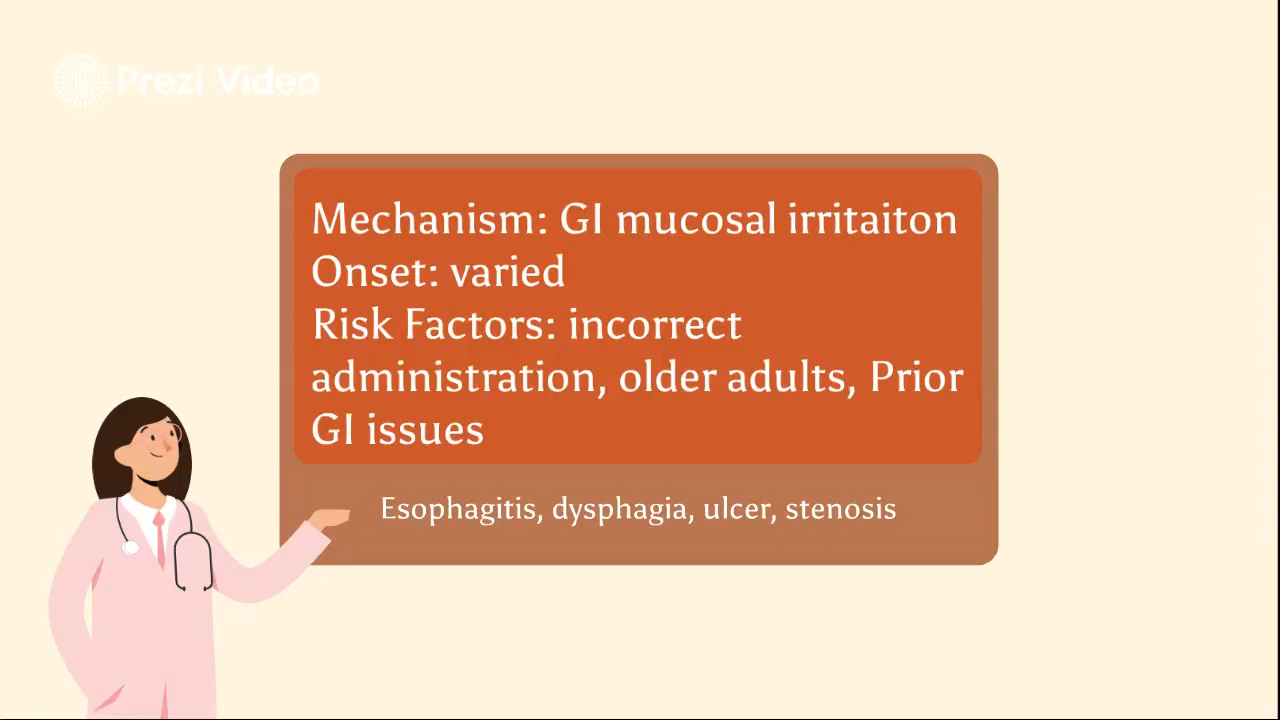 Prezi Video
Mechanism: GI mucosal irritaiton
Onset: varied
Risk Factors: incorrect
administration, older adults, Prior
GI issues
Esophagitis, dysphagia, ulcer, stenosis